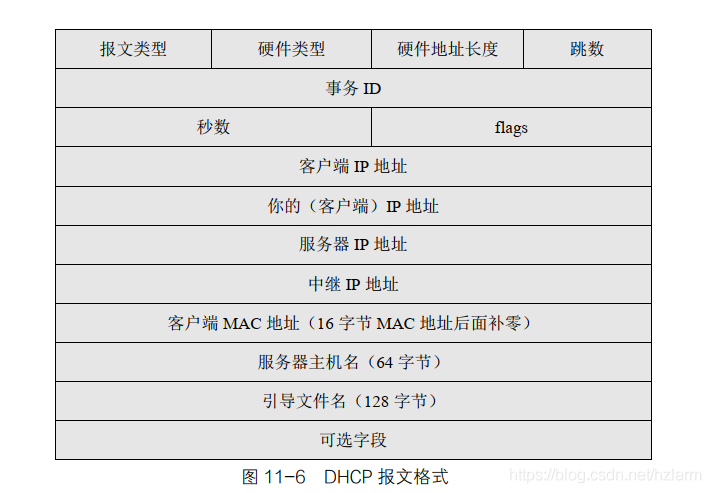 报文类型 硬件类型 硬件地址长度 跳数
事务 ID
秒数 flags
客户端 IP 地址
你的（客户端）IP 地址
服务器 IP 地址
中继 IP 地址
客户端 MAC 地址（16 字节 MAC 地址后面补零）
服务器主机名（64 字节）
引导文件名（128 字节）
可选字段
图 11-6 DHCP 报文格式
https://blog.csdn.net/hzlarm